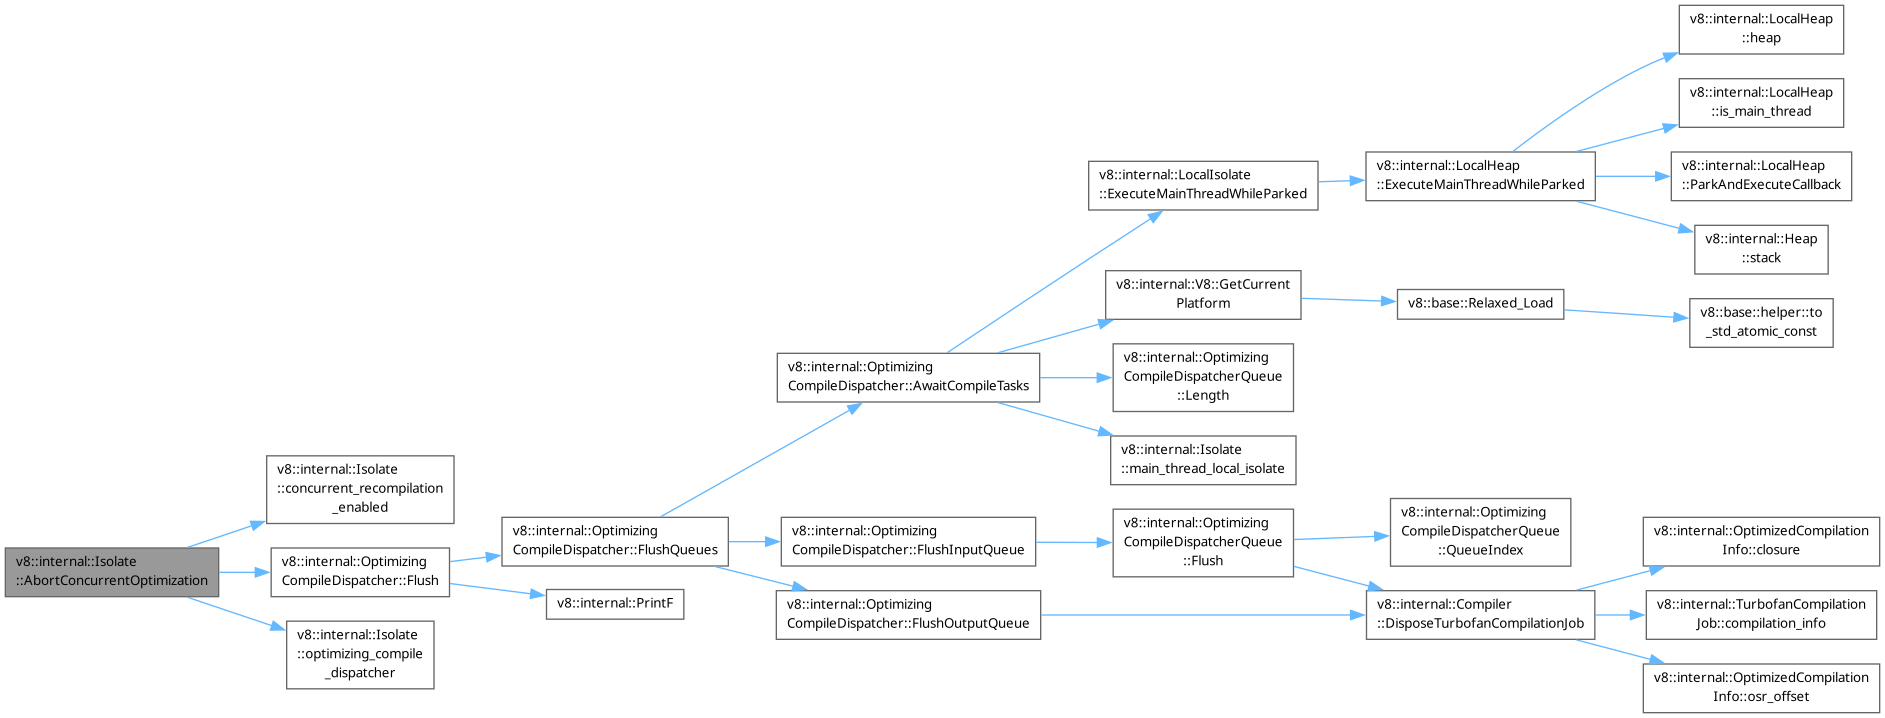 v8::internal::Isolate
::AbortConcurrentOptimization
v8::internal::Isolate
::concurrent_recompilation
_enabled
v8::internal::Optimizing
CompileDispatcher::Flush
v8::internal::Isolate
::optimizing_compile
_dispatcher
v8::internal::Optimizing
CompileDispatcher::FlushQueues
v8::internal::PrintF
v8::internal::Optimizing
CompileDispatcher::AwaitCompileTasks
v8::internal::Optimizing
CompileDispatcher::FlushInputQueue
v8::internal::Optimizing
CompileDispatcher::FlushOutputQueue
v8::internal::LocalIsolate
::ExecuteMainThreadWhileParked
v8::internal::V8::GetCurrent
Platform
v8::internal::Optimizing
CompileDispatcherQueue
::Length
v8::internal::Isolate
::main_thread_local_isolate
v8::internal::Optimizing
CompileDispatcherQueue
::Flush
v8::internal::LocalHeap
::ExecuteMainThreadWhileParked
v8::base::Relaxed_Load
v8::internal::Optimizing
CompileDispatcherQueue
::QueueIndex
v8::internal::Compiler
::DisposeTurbofanCompilationJob
v8::internal::LocalHeap
::heap
v8::internal::LocalHeap
::is_main_thread
v8::internal::LocalHeap
::ParkAndExecuteCallback
v8::internal::Heap
::stack
v8::base::helper::to
_std_atomic_const
v8::internal::OptimizedCompilation
Info::closure
v8::internal::TurbofanCompilation
Job::compilation_info
v8::internal::OptimizedCompilation
Info::osr_offset